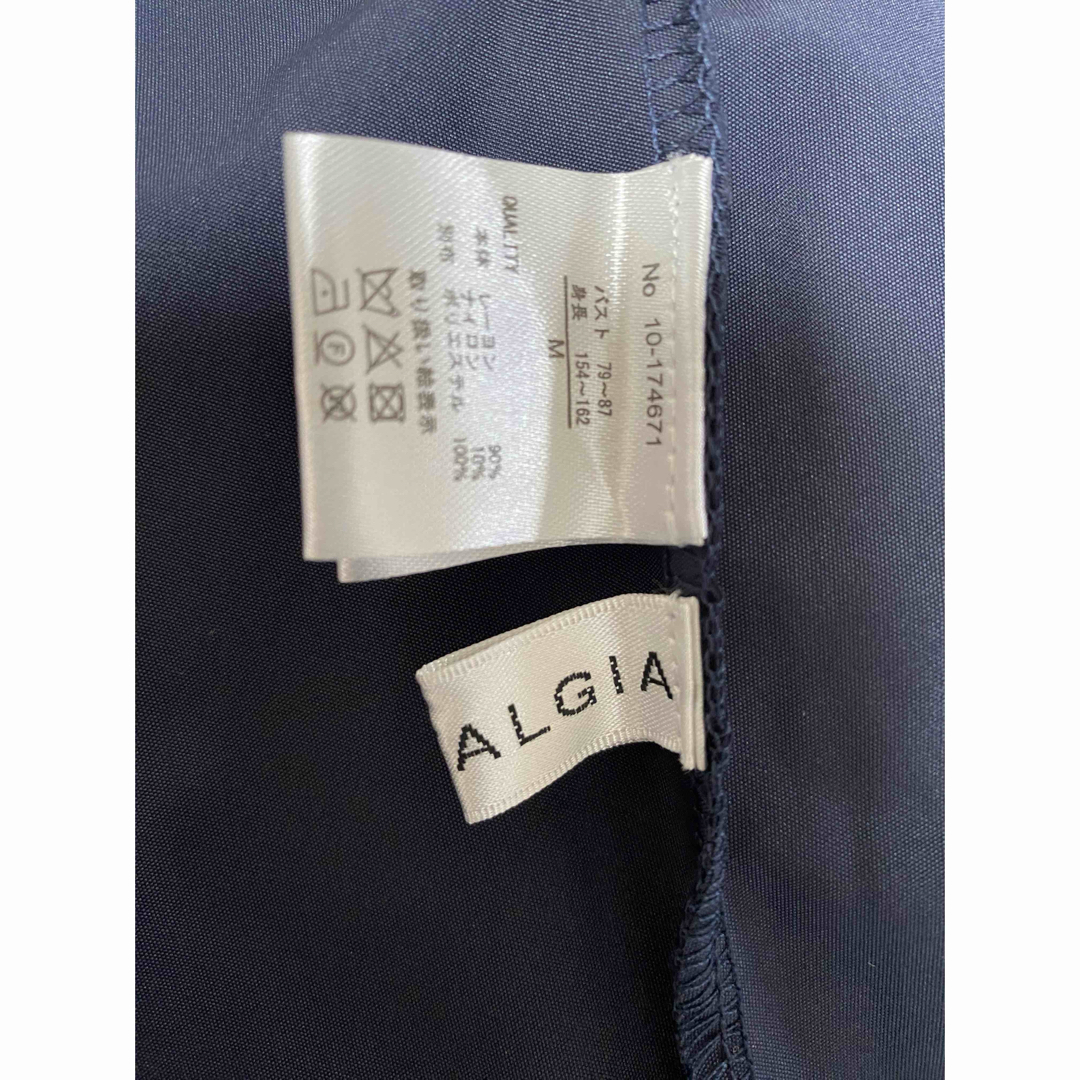 No 10-174671
バスト 79～87
身長 154～162
M
QUALITY
本体 レーヨン 90%
ナイロン 10%
別布 ポリエステル 100%
取り扱い絵表示
F
ALGIA